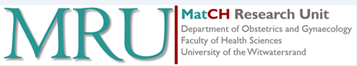 MRU
MatCH Research Unit
Department of Obstetrics and Gynaecology
Faculty of Health Sciences
University of the Witwatersrand